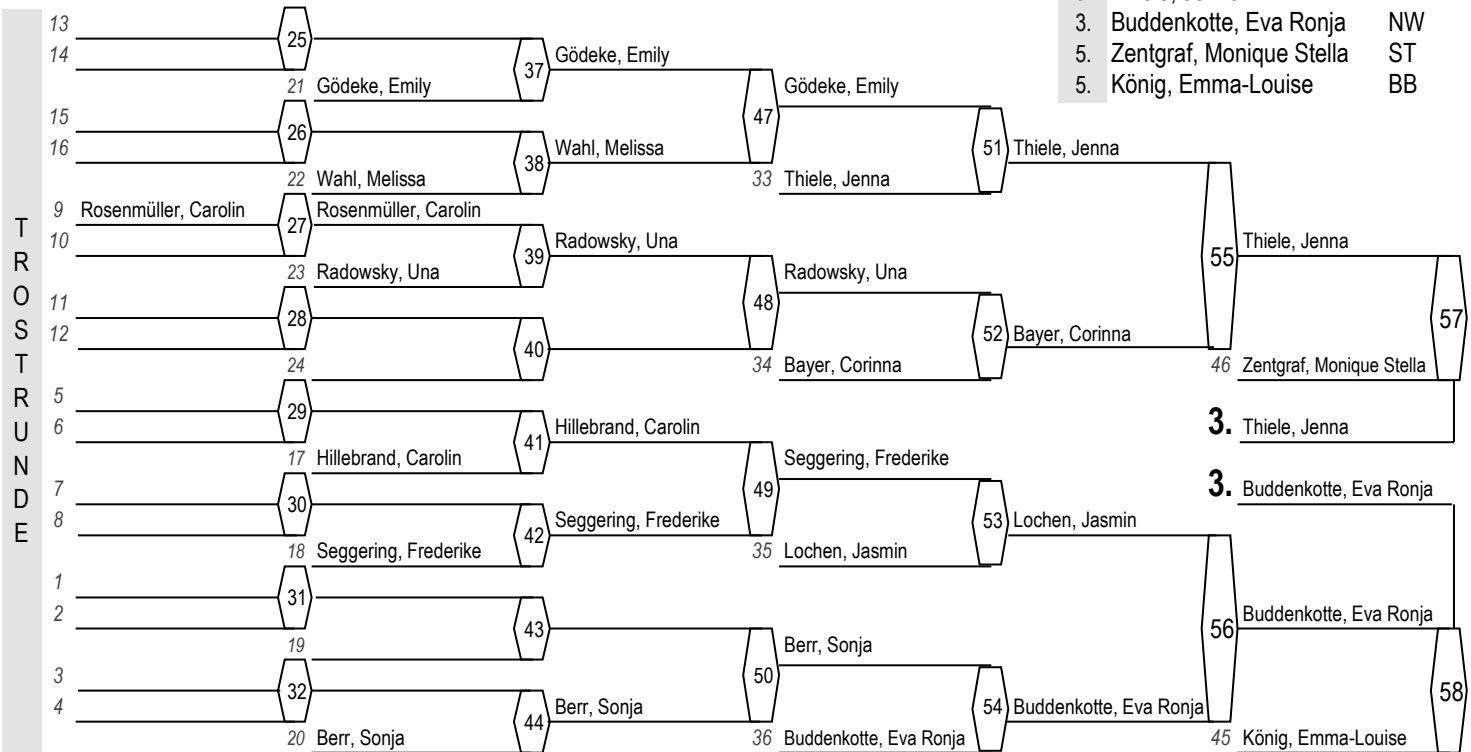 3. Buddenkotte, Eva Ronja NW
5. Zentgraf, Monique Stella ST
5. König, Emma-Louise BB
TROSTRUNDE
13
14
25
21 Gödeke, Emily
37
Gödeke, Emily
15
16
26
22 Wahl, Melissa
38
Wahl, Melissa
47
Gödeke, Emily
33 Thiele, Jenna
51
Thiele, Jenna
9 Rosenmüller, Carolin
10
27
Rosenmüller, Carolin
23 Radowsky, Una
39
Radowsky, Una
11
12
28
24
40
48
Radowsky, Una
34 Bayer, Corinna
52
Bayer, Corinna
55
Thiele, Jenna
46 Zentgraf, Monique Stella
57
3. Thiele, Jenna
5
6
29
17 Hillebrand, Carolin
41
Hillebrand, Carolin
7
8
30
18 Seggering, Frederike
42
Seggering, Frederike
49
Seggering, Frederike
35 Lochen, Jasmin
53
Lochen, Jasmin
3. Buddenkotte, Eva Ronja
1
2
31
19
43
3
4
32
20 Berr, Sonja
44
Berr, Sonja
50
Berr, Sonja
36 Buddenkotte, Eva Ronja
54
Buddenkotte, Eva Ronja
56
Buddenkotte, Eva Ronja
45 König, Emma-Louise
58